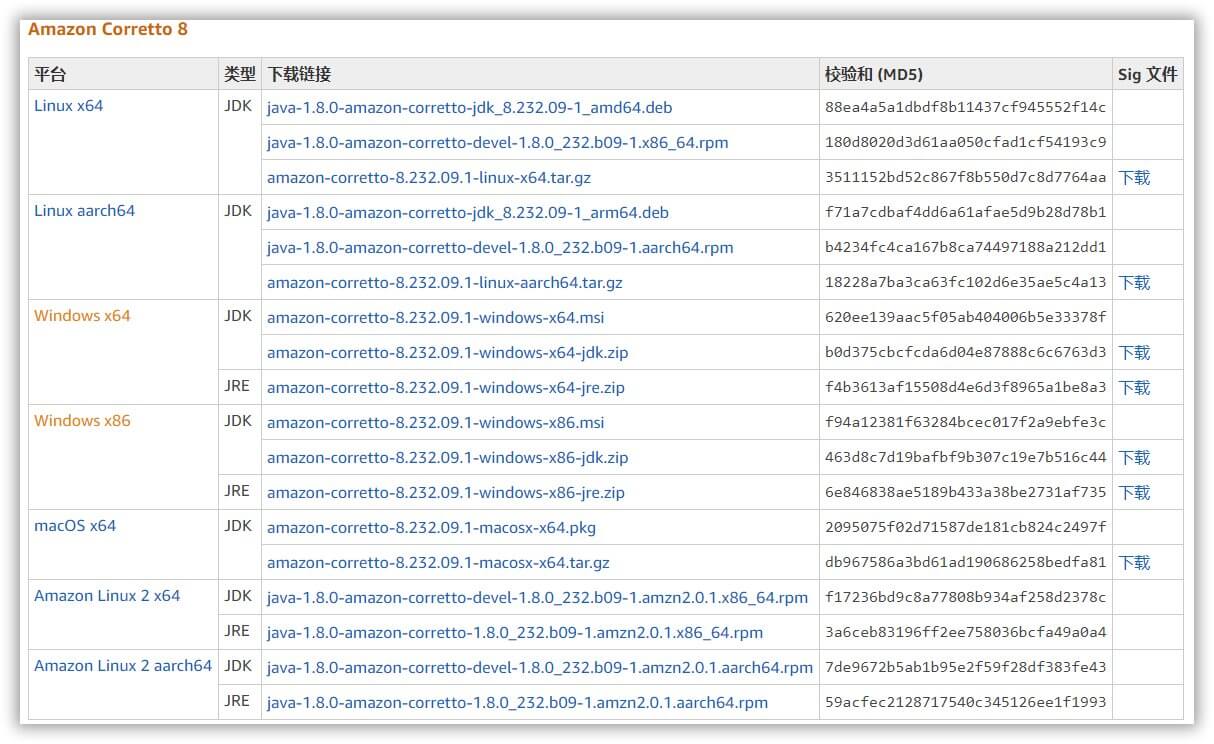 Amazon Corretto 8
平台 类型 下载链接 校验和 (MD5) Sig 文件
Linux x64 JDK java-1.8.0-amazon-corretto-jdk_8.232.09-1_amd64.deb 88ea4a5a1dbdf8b11437cf945552f14c
java-1.8.0-amazon-corretto-devel-1.8.0_232.b09-1.x86_64.rpm 180d8020d3d61aa050cfad1cf54193c9
amazon-corretto-8.232.09.1-linux-x64.tar.gz 3511152bd52c867f8b550d7c8d7764aa 下载
Linux aarch64 JDK java-1.8.0-amazon-corretto-jdk_8.232.09-1_arm64.deb f71a7cdbaf4dd6a61afae5d9b28d78b1
java-1.8.0-amazon-corretto-devel-1.8.0_232.b09-1.aarch64.rpm b4234fc4ca167b8ca74497188a212dd1
amazon-corretto-8.232.09.1-linux-aarch64.tar.gz 18228a7ba3ca63fc102d6e35ae5c4a13 下载
Windows x64 JDK amazon-corretto-8.232.09.1-windows-x64.msi 620ee139aac5f05ab404006b5e33378f
amazon-corretto-8.232.09.1-windows-x64-jdk.zip b0d375cbcfcda6d04e87888c6c6763d3 下载
JRE amazon-corretto-8.232.09.1-windows-x64-jre.zip f4b3613af15508d4e6d3f8965a1be8a3 下载
Windows x86 JDK amazon-corretto-8.232.09.1-windows-x86.msi f94a12381f63284bcec017f2a9ebfe3c
amazon-corretto-8.232.09.1-windows-x86-jdk.zip 463d8c7d19bafbf9b307c19e7b516c44 下载
JRE amazon-corretto-8.232.09.1-windows-x86-jre.zip 6e846838ae5189b433a38be2731af735 下载
macOS x64 JDK amazon-corretto-8.232.09.1-macosx-x64.pkg 2095075f02d71587de181cb824c2497f
amazon-corretto-8.232.09.1-macosx-x64.tar.gz db967586a3bd61ad190686258bedfa81 下载
Amazon Linux 2 x64 JDK java-1.8.0-amazon-corretto-devel-1.8.0_232.b09-1.amzn2.0.1.x86_64.rpm f17236bd9c8a77808b934af258d2378c
JRE java-1.8.0-amazon-corretto-1.8.0_232.b09-1.amzn2.0.1.x86_64.rpm 3a6ceb83196ff2ee758036bcfa49a0a4
Amazon Linux 2 aarch64 JDK java-1.8.0-amazon-corretto-devel-1.8.0_232.b09-1.amzn2.0.1.aarch64.rpm 7de9672b5ab1b95e2f59f28df383fe43
JRE java-1.8.0-amazon-corretto-1.8.0_232.b09-1.amzn2.0.1.aarch64.rpm 59acfec2128717540c345126ee1f1993